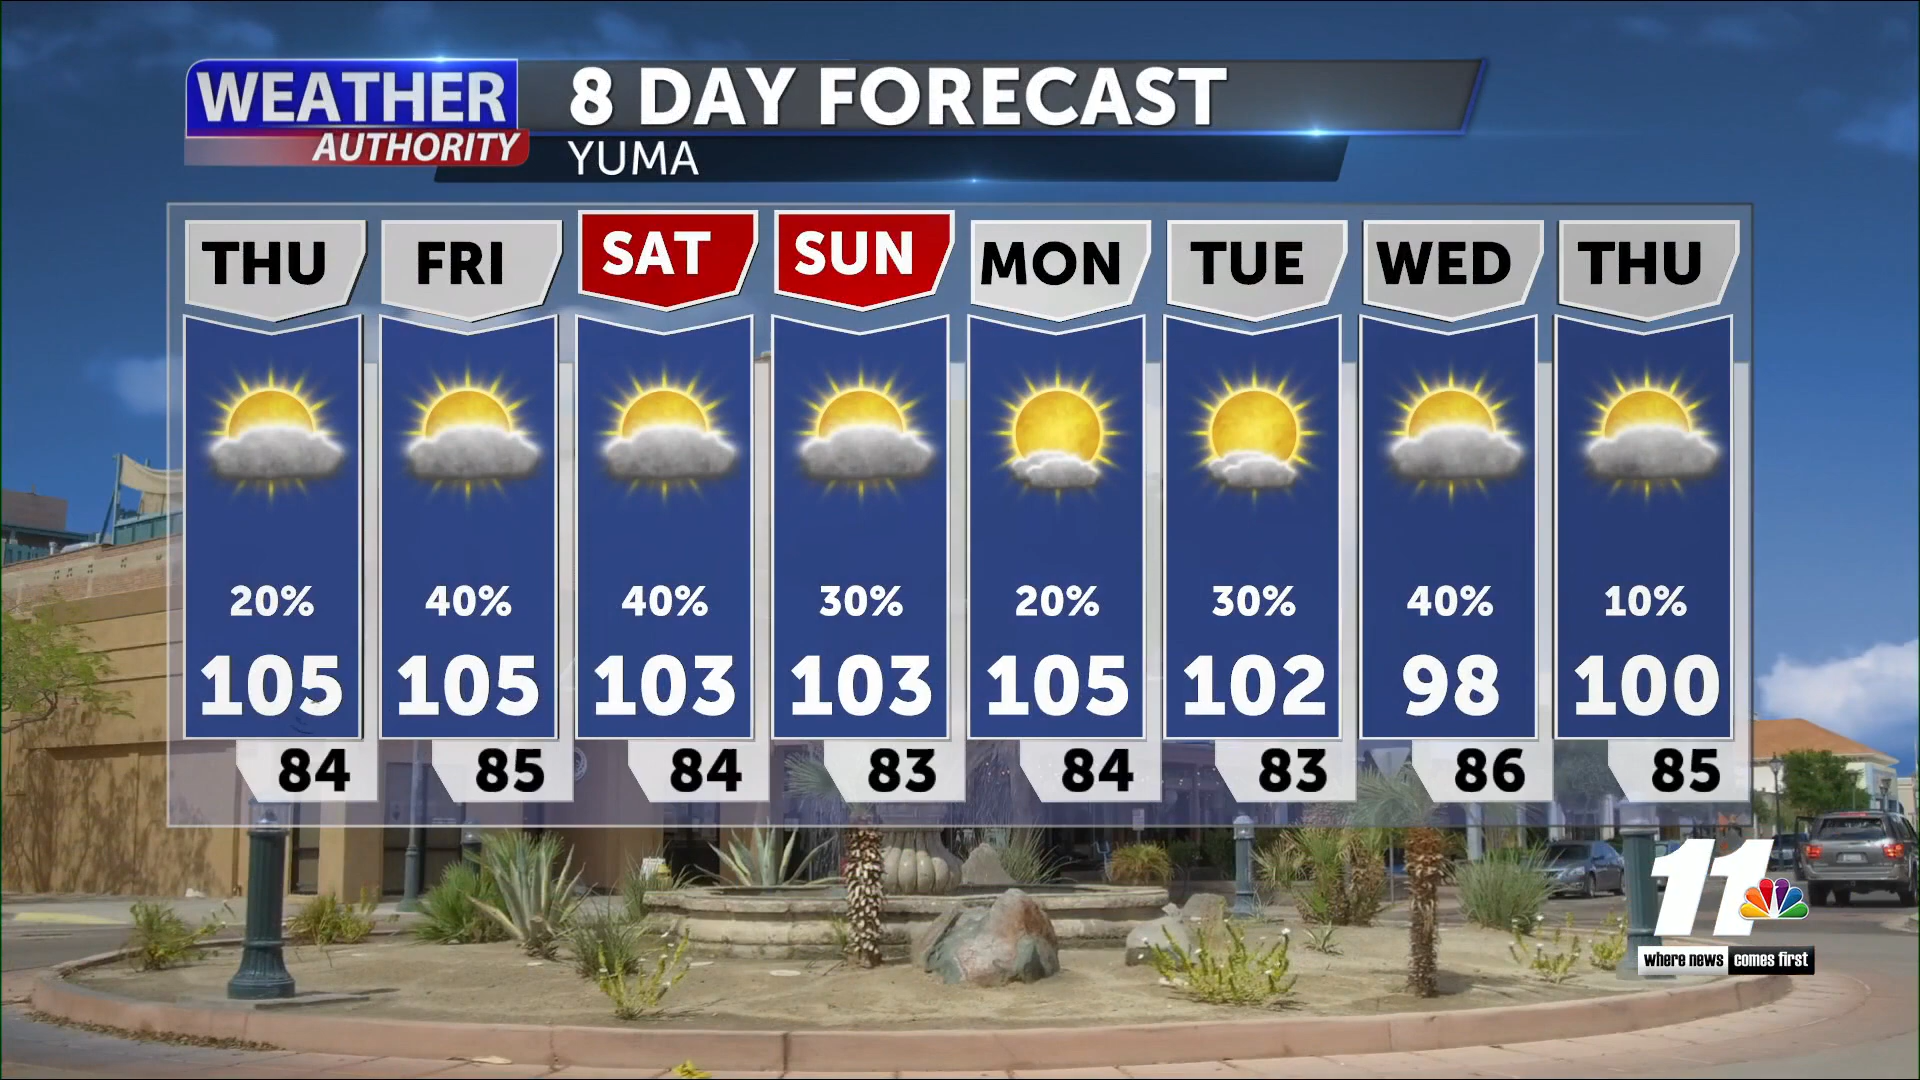 WEATHER
AUTHORITY
8 DAY FORECAST
YUMA
THU FRI SAT SUN MON TUE WED THU
20% 40% 40% 30% 20% 30% 40% 10%
105 105 103 103 105 102 98 100
84 85 84 83 84 83 86 85
11
where news comes first